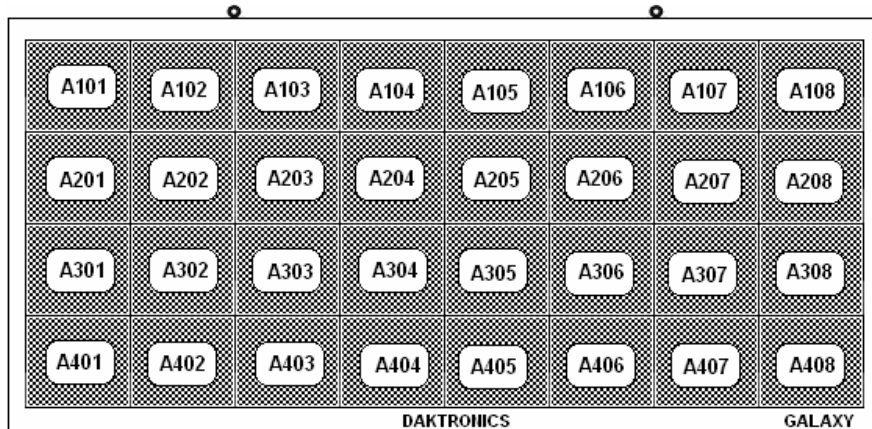 A101 A102 A103 A104 A105 A106 A107 A108
A201 A202 A203 A204 A205 A206 A207 A208
A301 A302 A303 A304 A305 A306 A307 A308
A401 A402 A403 A404 A405 A406 A407 A408
DAKTRONICS GALAXY